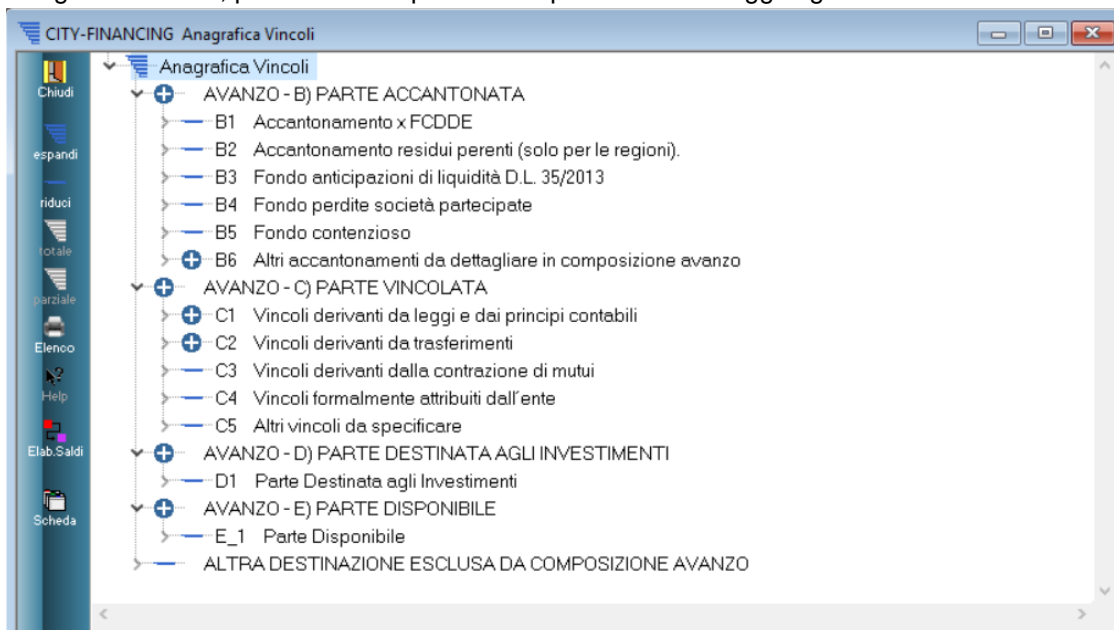 CITY-FINANCING Anagrafica Vincoli
Chiudi
espandi
riduci
totale
parziale
Elenco
Help
Elab.Saldi
Scheda
Anagrafica Vincoli
AVANZO - B) PARTE ACCANTONATA
B1 Accantonamento x FCDDE
B2 Accantonamento residui perenti (solo per le regioni).
B3 Fondo anticipazioni di liquidità D.L. 35/2013
B4 Fondo perdite società partecipate
B5 Fondo contenzioso
B6 Altri accantonamenti da dettagliare in composizione avanzo
AVANZO - C) PARTE VINCOLATA
C1 Vincoli derivanti da leggi e dai principi contabili
C2 Vincoli derivanti da trasferimenti
C3 Vincoli derivanti dalla contrazione di mutui
C4 Vincoli formalmente attribuiti dall'ente
C5 Altri vincoli da specificare
AVANZO - D) PARTE DESTINATA AGLI INVESTIMENTI
D1 Parte Destinata agli Investimenti
AVANZO - E) PARTE DISPONIBILE
E_1 Parte Disponibile
ALTRA DESTINAZIONE ESCLUSA DA COMPOSIZIONE AVANZO